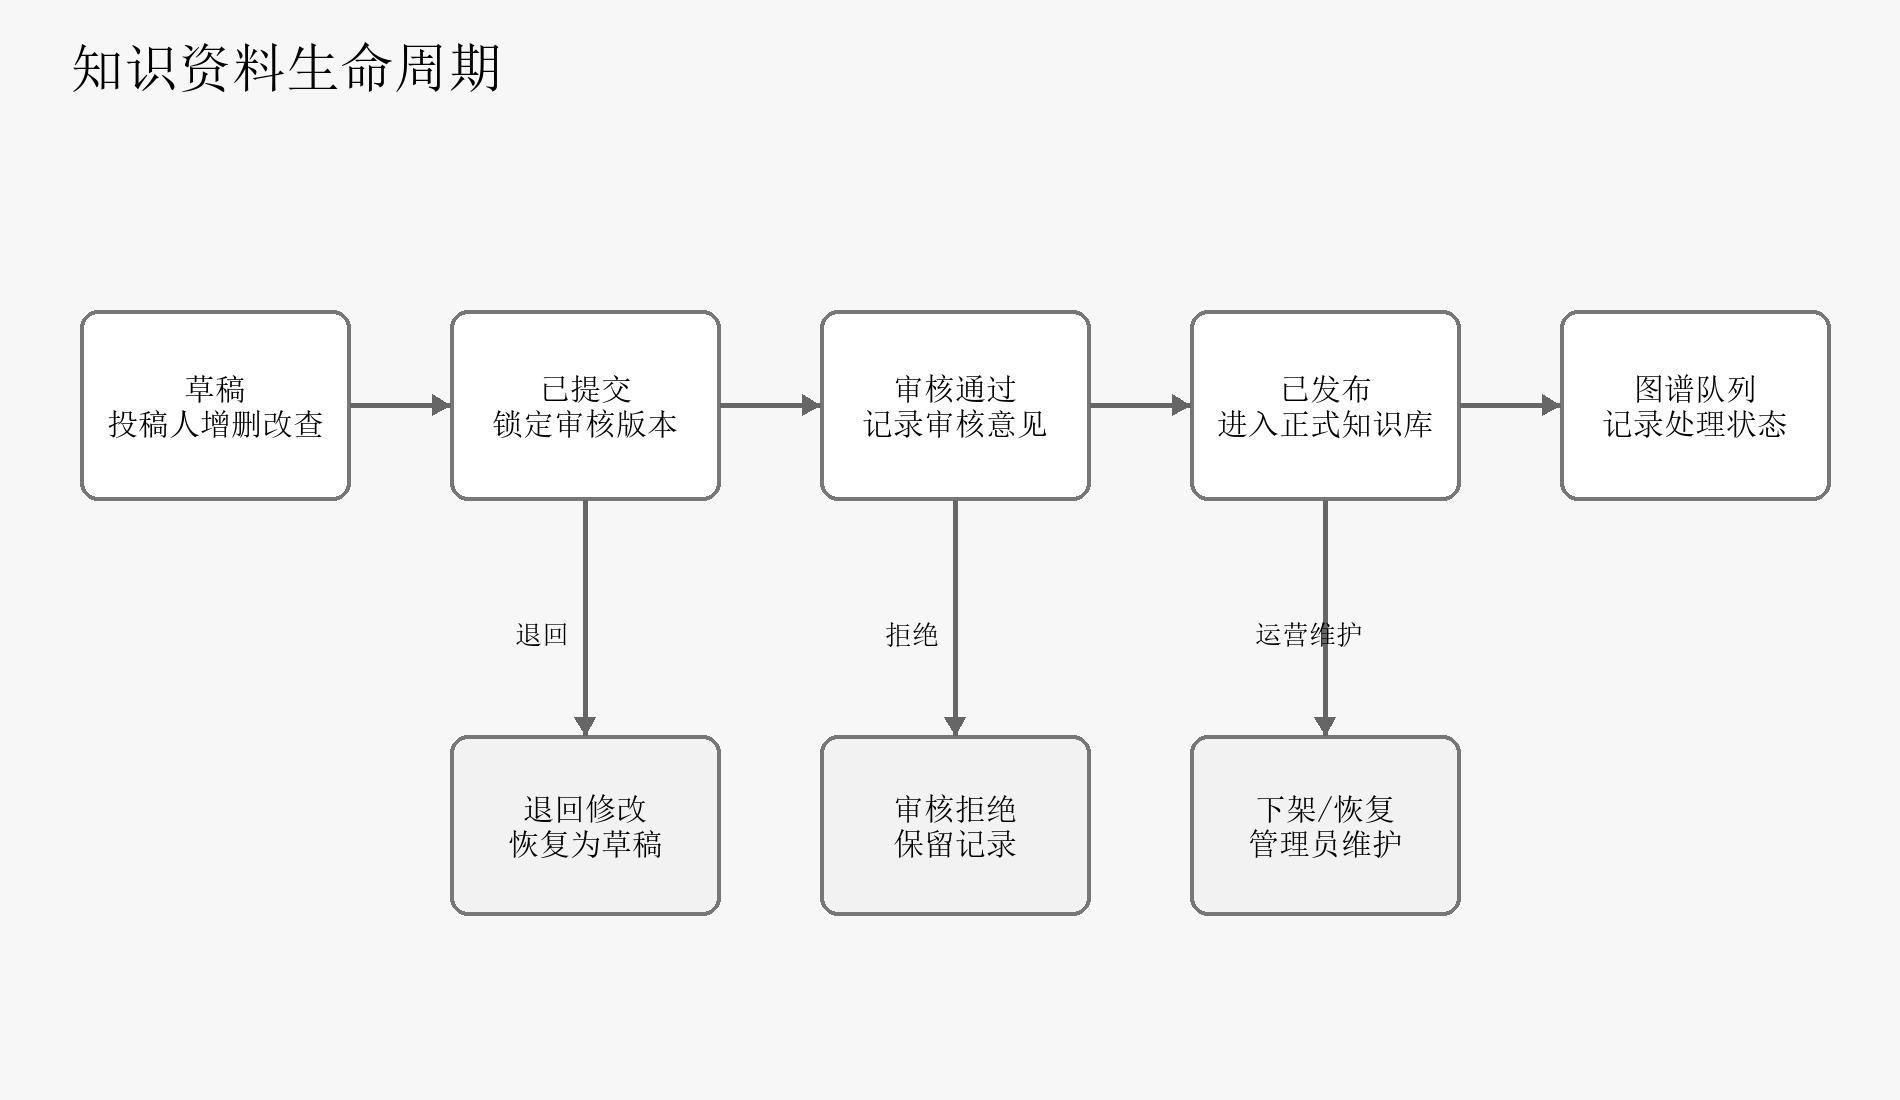 知识资料生命周期
草稿
投稿人增删改查
已提交
锁定审核版本
审核通过
记录审核意见
已发布
进入正式知识库
图谱队列
记录处理状态
退回
拒绝
运营维护
退回修改
恢复为草稿
审核拒绝
保留记录
下架/恢复
管理员维护